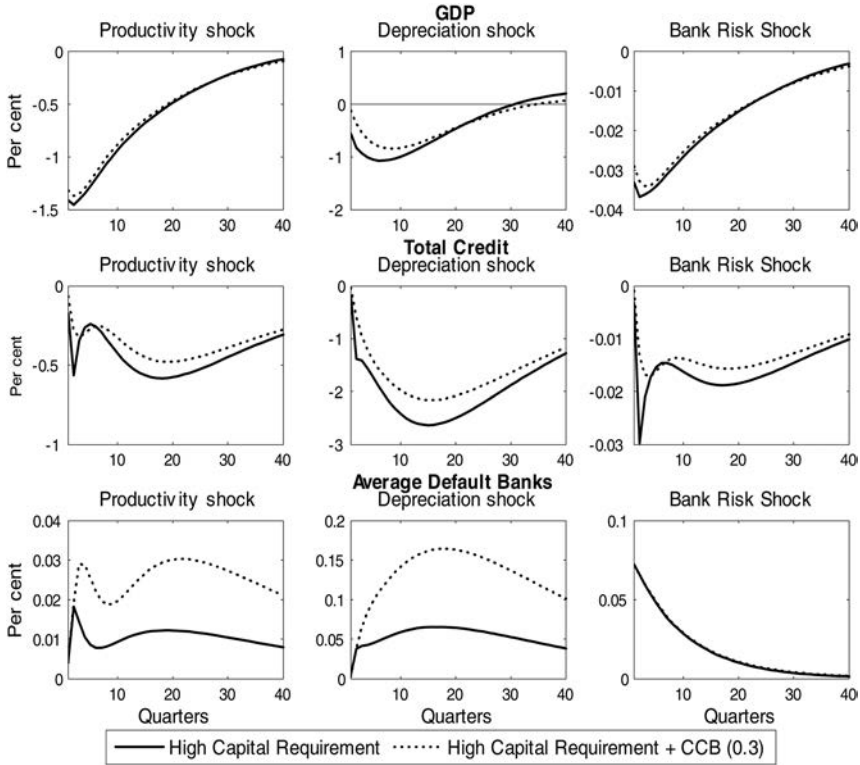 GDP
Productivity shock Depreciation shock Bank Risk Shock
0 1 0
-0.5 0 -0.01
-1 -1 -0.02
-0.03
-1.5 -2 -0.04
Per cent
10 20 30 40 10 20 30 40 10 20 30 40
Total Credit
Productivity shock Depreciation shock Bank Risk Shock
0 0 0
-0.5 -1 -0.01
-2 -0.02
-1 -3 -0.03
Per cent
10 20 30 40 10 20 30 40 10 20 30 400
Average Default Banks
Productivity shock Depreciation shock Bank Risk Shock
0.04 0.2 0.1
0.03 0.15
0.02 0.1 0.05
0.01 0.05
0 0 0
Per cent
10 20 30 40 10 20 30 40 10 20 30 40
Quarters Quarters Quarters
High Capital Requirement High Capital Requirement + CCB (0.3)